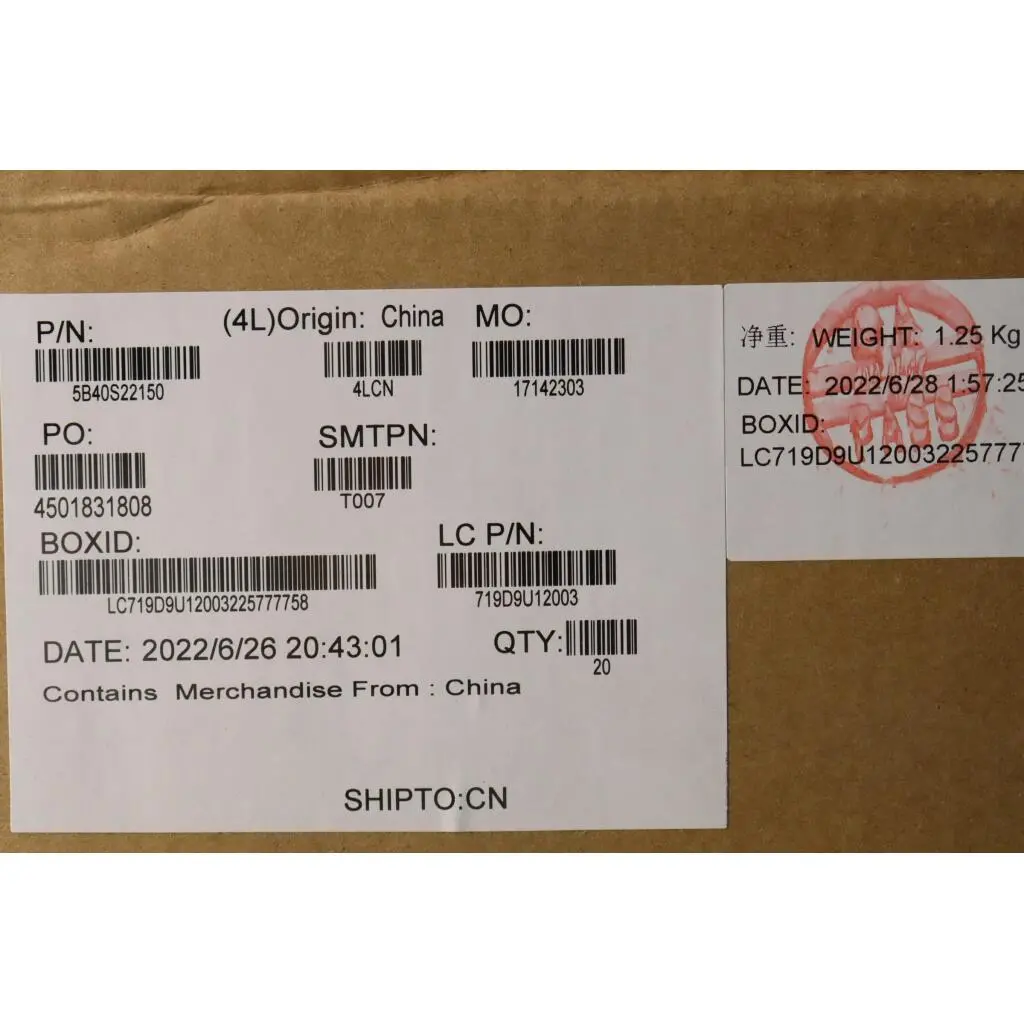 P/N:
(4L)Origin: China
MO:
5B40S22150
4LCN
17142303
PO:
SMTPN:
4501831808
T007
BOXID:
LC P/N:
LC719D9U12003225777758
719D9U12003
DATE: 2022/6/26 20:43:01
QTY:
20
Contains Merchandise From : China
SHIPTO:CN
净重: WEIGHT: 1.25 Kg
DATE: 2022/6/28 1:57:25
BOXID:
LC719D9U12003225777